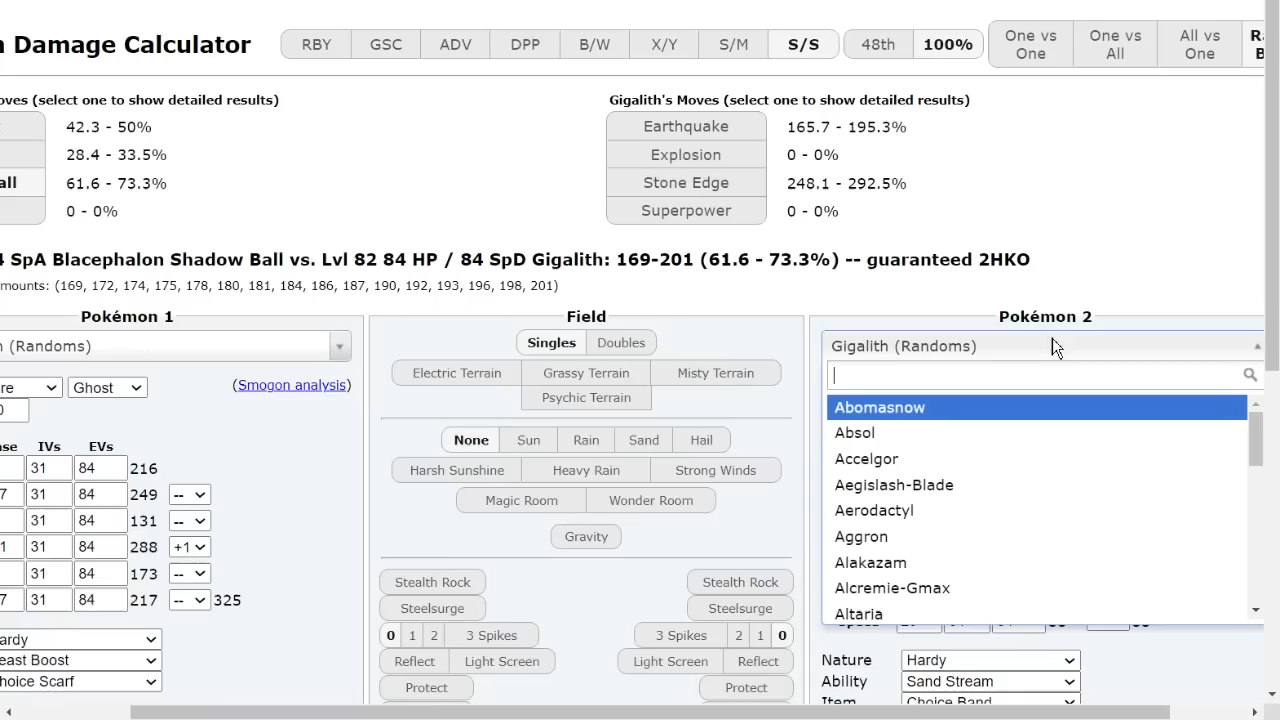 n Damage Calculator
RBY GSC ADV DPP B/W X/Y S/M S/S 48th 100% One vs One One vs All All vs One
oves (select one to show detailed results)
42.3 - 50%
28.4 - 33.5%
all 61.6 - 73.3%
0 - 0%
Gigalith's Moves (select one to show detailed results)
Earthquake 165.7 - 195.3%
Explosion 0 - 0%
Stone Edge 248.1 - 292.5%
Superpower 0 - 0%
4 SpA Blacephalon Shadow Ball vs. Lvl 82 84 HP / 84 SpD Gigalith: 169-201 (61.6 - 73.3%) -- guaranteed 2HKO
mounts: (169, 172, 174, 175, 178, 180, 181, 184, 186, 187, 190, 192, 193, 196, 198, 201)
Pokémon 1
n (Randoms)
re Ghost (Smogon analysis)
0
ase IVs EVs
31 84 216
7 31 84 249 --
31 84 131 --
1 31 84 288 +1
31 84 173 --
7 31 84 217 -- 325
ardy
east Boost
hoice Scarf
Field
Singles Doubles
Electric Terrain Grassy Terrain Misty Terrain
Psychic Terrain
None Sun Rain Sand Hail
Harsh Sunshine Heavy Rain Strong Winds
Magic Room Wonder Room
Gravity
Stealth Rock Stealth Rock
Steelsurge Steelsurge
0 1 2 3 Spikes 3 Spikes 2 1 0
Reflect Light Screen Light Screen Reflect
Protect Protect
Pokémon 2
Gigalith (Randoms)
Abomasnow
Absol
Accelgor
Aegislash-Blade
Aerodactyl
Aggron
Alakazam
Alcremie-Gmax
Altaria
Nature Hardy
Ability Sand Stream
Item Choice Band